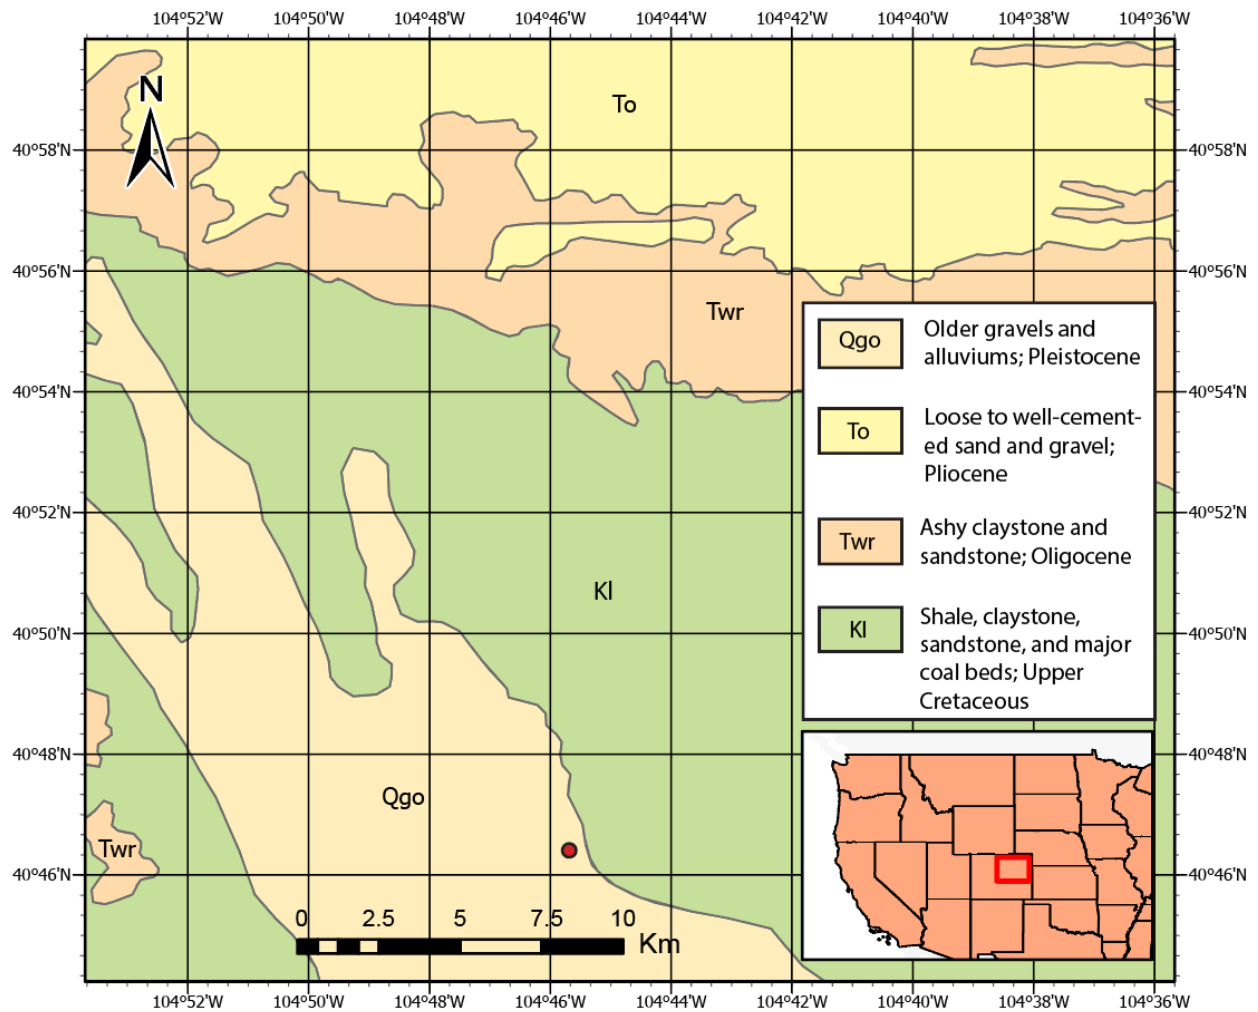 104°52'W 104°50'W 104°48'W 104°46'W 104°44'W 104°42'W 104°40'W 104°38'W 104°36'W
N
To
40°58'N 40°58'N
40°56'N 40°56'N
Twr
Qgo
Older gravels and
alluviums; Pleistocene
40°54'N 40°54'N
To
Loose to well-cement-
ed sand and gravel;
Pliocene
40°52'N 40°52'N
Twr
Ashy claystone and
sandstone; Oligocene
Kl
Kl
Shale, claystone,
sandstone, and major
coal beds; Upper
Cretaceous
40°50'N 40°50'N
40°48'N 40°48'N
Qgo
Twr
40°46'N 40°46'N
0 2.5 5 7.5 10
Km
104°52'W 104°50'W 104°48'W 104°46'W 104°44'W 104°42'W 104°40'W 104°38'W 104°36'W